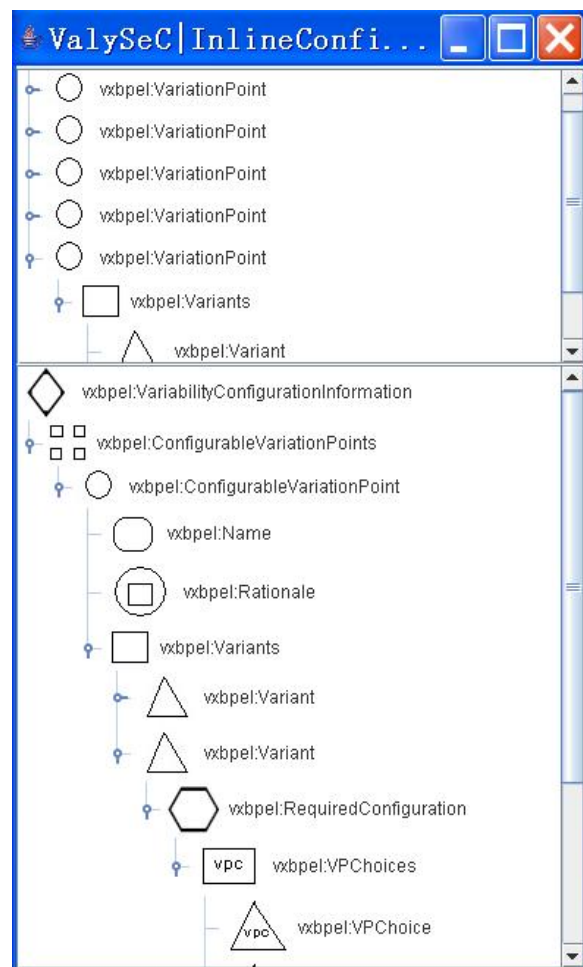 ValySeC|InlineConfi...
vxbpel:VariationPoint
vxbpel:VariationPoint
vxbpel:VariationPoint
vxbpel:VariationPoint
vxbpel:VariationPoint
vxbpel:Variants
vxbpel:Variant
vxbpel:VariabilityConfigurationInformation
vxbpel:ConfigurableVariationPoints
vxbpel:ConfigurableVariationPoint
vxbpel:Name
vxbpel:Rationale
vxbpel:Variants
vxbpel:Variant
vxbpel:Variant
vxbpel:RequiredConfiguration
vpc vxbpel:VPChoices
vpc vxbpel:VPChoice